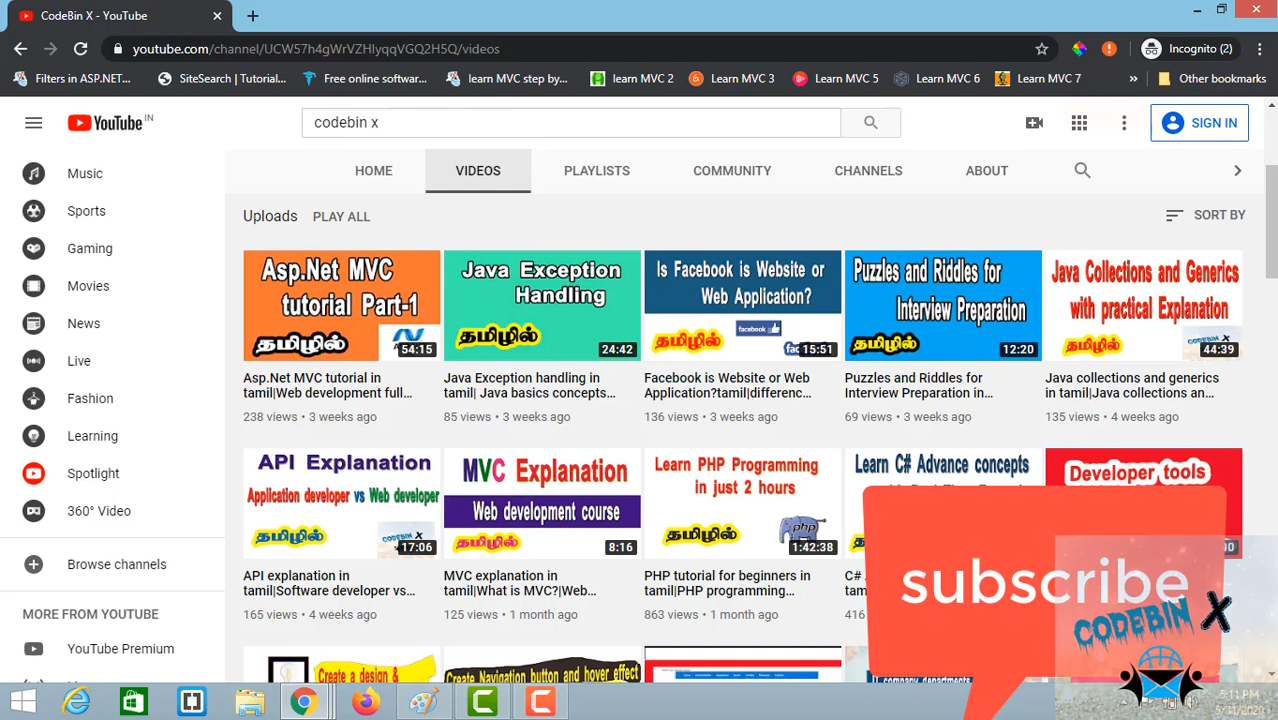 CodeBin X - YouTube
youtube.com/channel/UCW57h4gWrVZHlyqqVGQ2H5Q/videos
Incognito (2)
Filters in ASP.NET...
SiteSearch | Tutorial...
Free online softwar...
learn MVC step by...
learn MVC 2
Learn MVC 3
Learn MVC 5
Learn MVC 6
Learn MVC 7
Other bookmarks
YouTube IN
codebin x
SIGN IN
HOME
VIDEOS
PLAYLISTS
COMMUNITY
CHANNELS
ABOUT
Music
Sports
Gaming
Movies
News
Live
Fashion
Learning
Spotlight
360° Video
Browse channels
MORE FROM YOUTUBE
YouTube Premium
Uploads
PLAY ALL
SORT BY
Asp.Net MVC
tutorial Part-1
தமிழில்
54:15
Asp.Net MVC tutorial in
tamil|Web development full...
238 views • 3 weeks ago
Java Exception
Handling
தமிழில்
24:42
Java Exception handling in
tamil| Java basics concepts...
85 views • 3 weeks ago
Is Facebook is Website or
Web Application?
தமிழில்
facebook
15:51
Facebook is Website or Web
Application?tamil|differenc...
136 views • 3 weeks ago
Puzzles and Riddles for
Interview Preparation
தமிழில்
12:20
Puzzles and Riddles for
Interview Preparation in...
69 views • 3 weeks ago
Java Collections and Generics
with practical Explanation
தமிழில்
CODEBIN X
44:39
Java collections and generics
in tamil|Java collections an...
135 views • 4 weeks ago
API Explanation
Application developer vs Web developer
தமிழில்
CODEBIN X
17:06
API explanation in
tamil|Software developer vs...
165 views • 4 weeks ago
MVC Explanation
Web development course
தமிழில்
8:16
MVC explanation in
tamil|What is MVC?|Web...
125 views • 1 month ago
Learn PHP Programming
in just 2 hours
தமிழில்
php
1:42:38
PHP tutorial for beginners in
tamil|PHP programming...
863 views • 1 month ago
Learn C# Advance concepts
C#
416
Developer tools
subscribe
CODEBIN X
Create a design &
Create Navigation button and hover effect
IT company departments
5:11 PM
5/31/2020